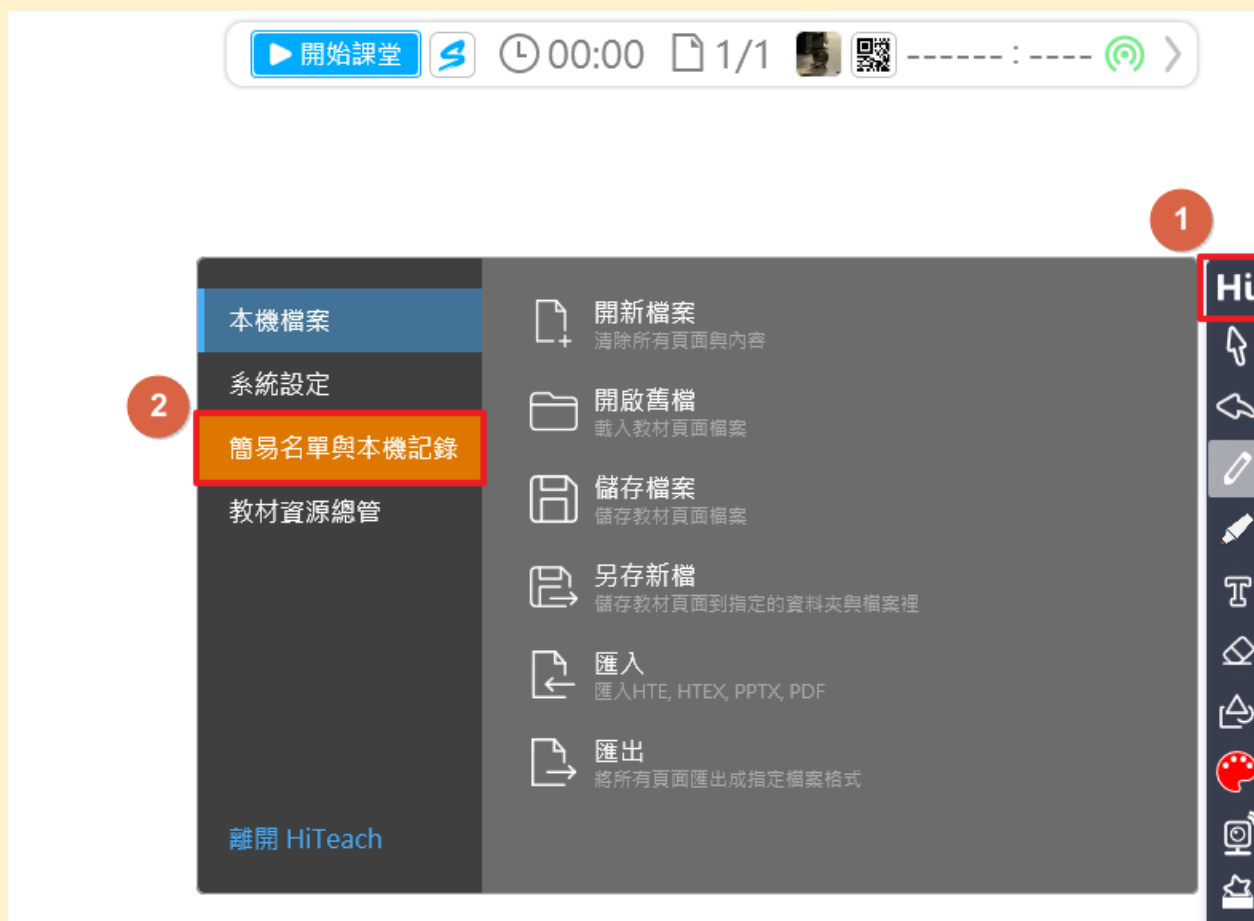 開始課堂 00:00 1/1 ------ : ----
1
Hi
本機檔案
系統設定
2
簡易名單與本機記錄
教材資源總管
離開 HiTeach
開新檔案
清除所有頁面與內容
開啟舊檔
載入教材頁面檔案
儲存檔案
儲存教材頁面檔案
另存新檔
儲存教材頁面到指定的資料夾與檔案裡
匯入
匯入HTE, HTEX, PPTX, PDF
匯出
將所有頁面匯出成指定檔案格式